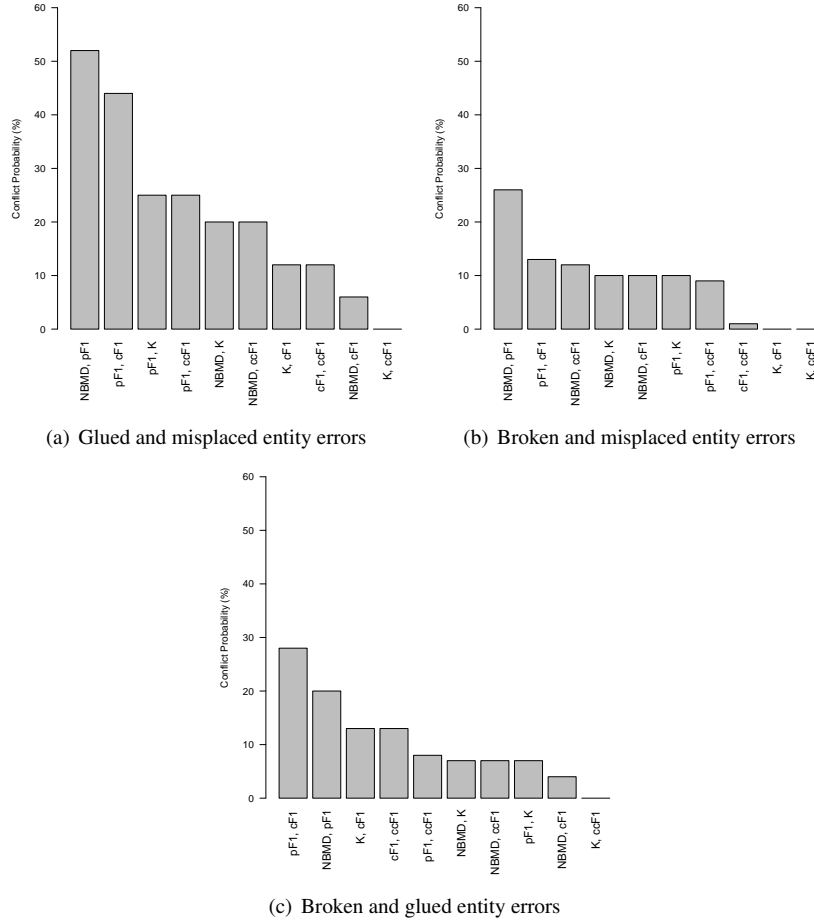 60
50
40
30
20
10
0
Conflict Probability (%)
NBMD, pF1
pF1, cF1
pF1, K
pF1, ccF1
NBMD, K
NBMD, ccF1
K, cF1
cF1, ccF1
NBMD, cF1
K, ccF1
(a) Glued and misplaced entity errors
60
50
40
30
20
10
0
Conflict Probability (%)
NBMD, pF1
pF1, cF1
NBMD, ccF1
NBMD, K
NBMD, cF1
pF1, K
pF1, ccF1
cF1, ccF1
K, cF1
K, ccF1
(b) Broken and misplaced entity errors
60
50
40
30
20
10
0
Conflict Probability (%)
pF1, cF1
NBMD, pF1
K, cF1
cF1, ccF1
pF1, ccF1
NBMD, K
NBMD, ccF1
pF1, K
NBMD, cF1
K, ccF1
(c) Broken and glued entity errors